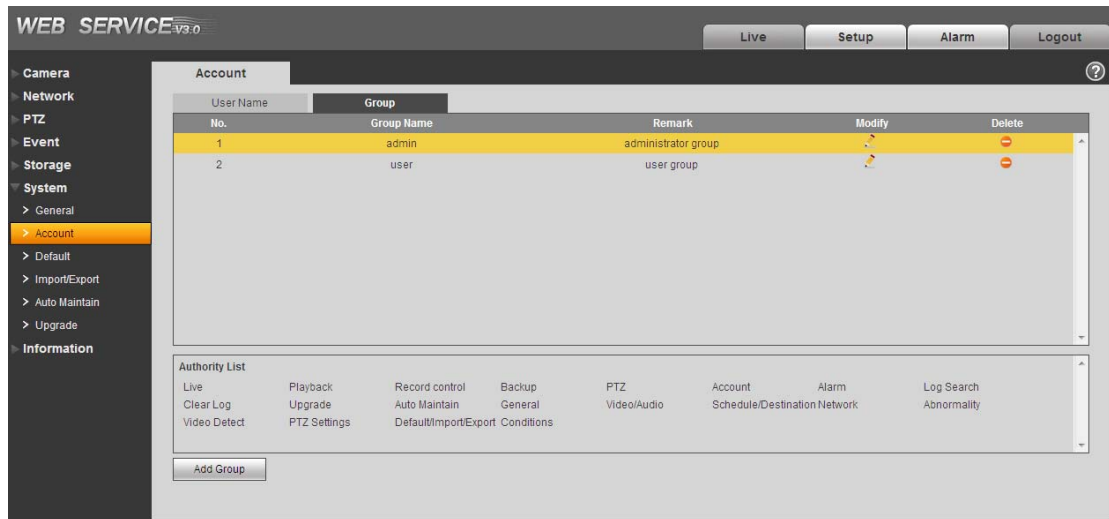 WEB SERVICE V3.0
Live Setup Alarm Logout
Camera
Network
PTZ
Event
Storage
System
> General
> Account
> Default
> Import/Export
> Auto Maintain
> Upgrade
Information
Account ?
User Name Group
No. Group Name Remark Modify Delete
1 admin administrator group
2 user user group
Authority List
Live Playback Record control Backup PTZ Account Alarm Log Search
Clear Log Upgrade Auto Maintain General Video/Audio Schedule/Destination Network Abnormality
Video Detect PTZ Settings Default/Import/Export Conditions
Add Group